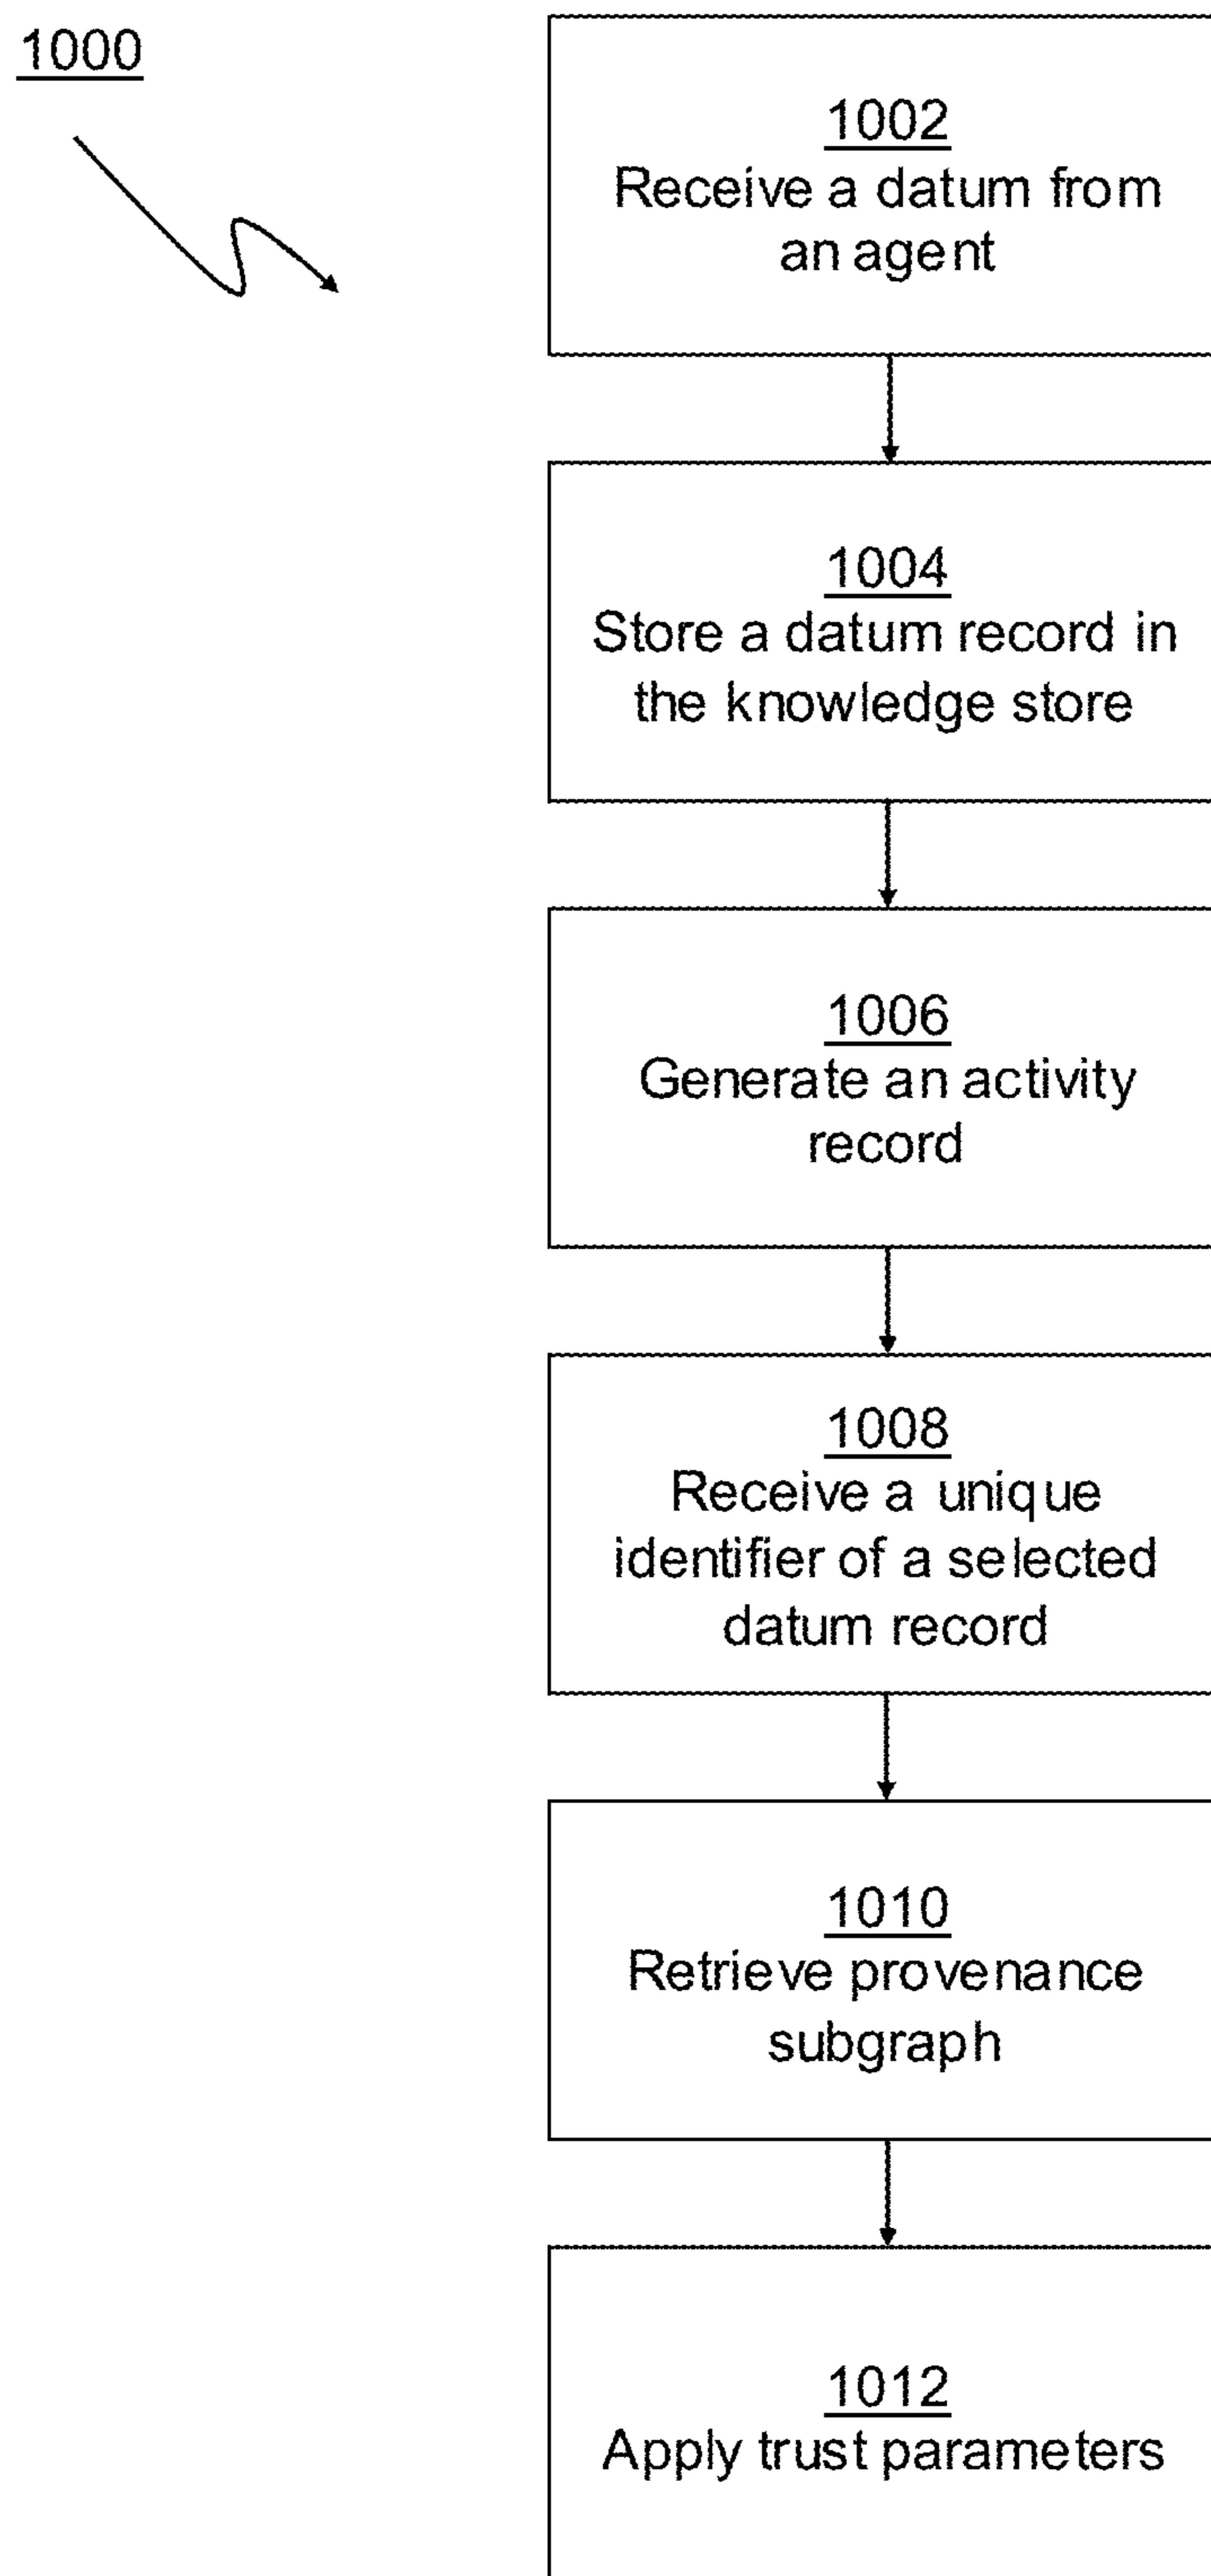 1000
1002
Receive a datum from
an agent
1004
Store a datum record in
the knowledge store
1006
Generate an activity
record
1008
Receive a unique
identifier of a selected
datum record
1010
Retrieve provenance
subgraph
1012
Apply trust parameters